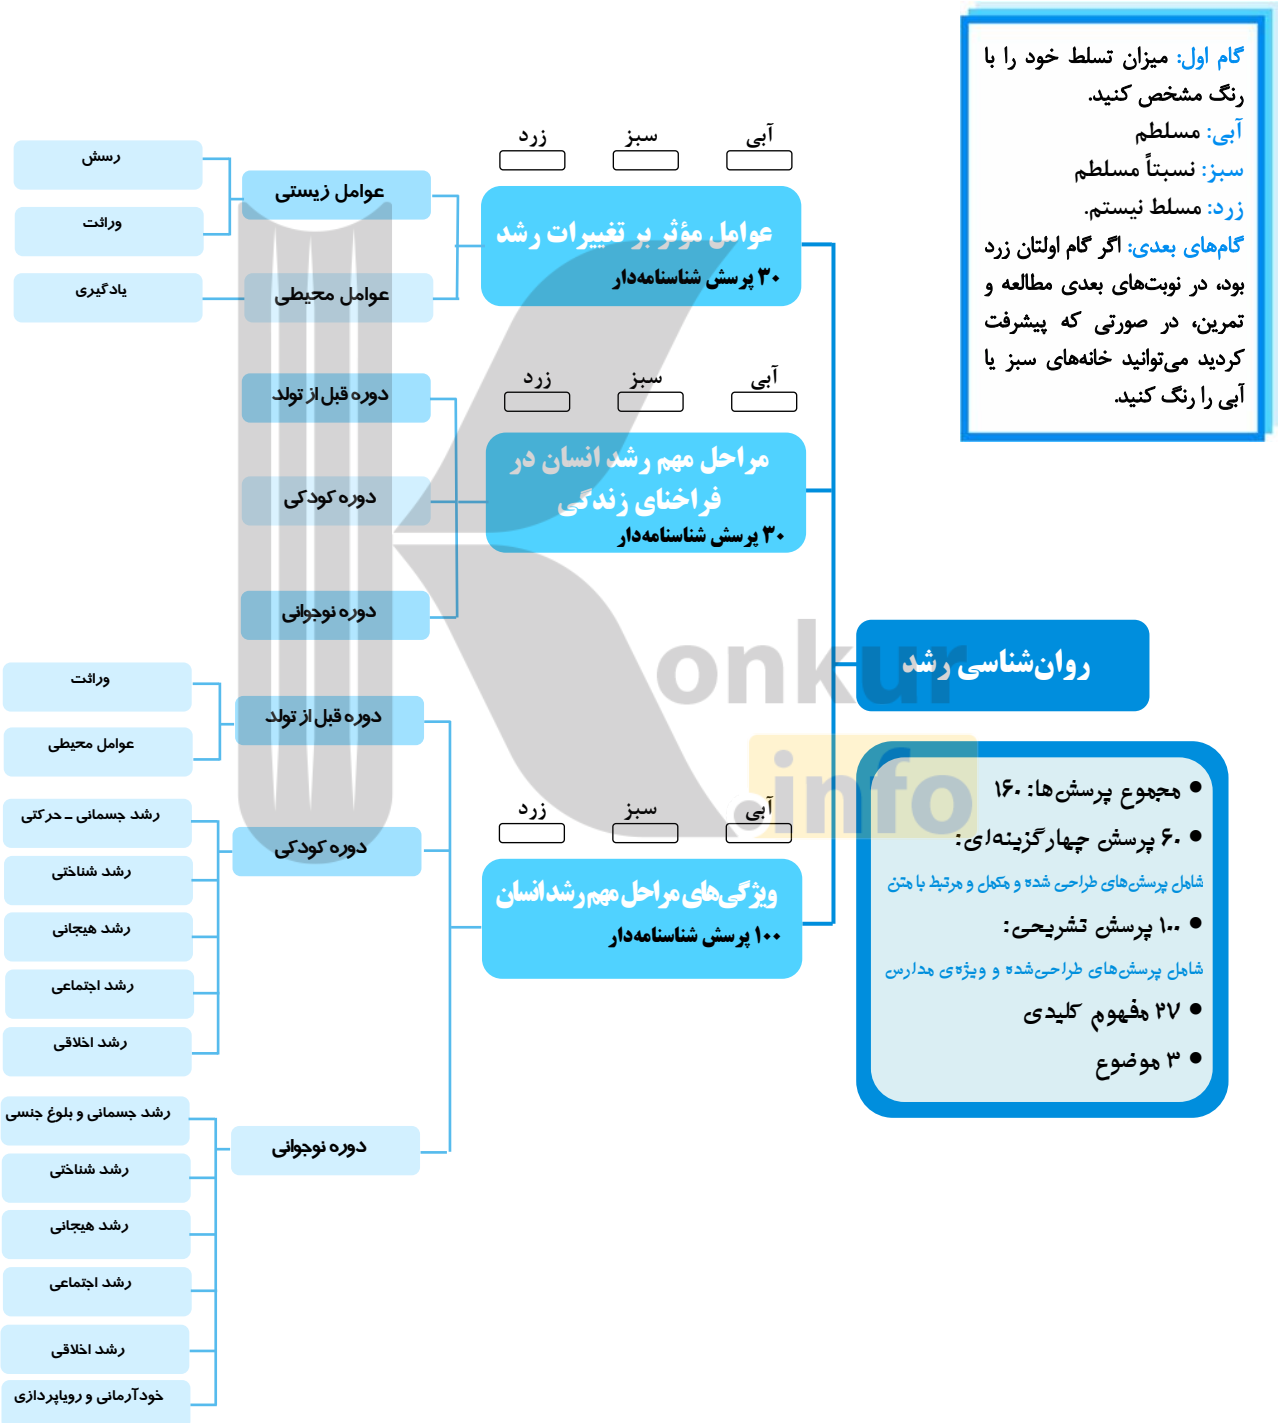 گام اول: میزان تسلط خود را با
رنگ مشخص کنید.
آبی: مسلطم
سبز: نسبتاً مسلطم
زرد: مسلط نیستم.
گام‌های بعدی: اگر گام اولتان زرد
بود، در نوبت‌های بعدی مطالعه و
تمرین، در صورتی که پیشرفت
کردید می‌توانید خانه‌های سبز یا
آبی را رنگ کنید.
روان‌شناسی رشد
● مجموع پرسش‌ها: ۱۶۰
● ۶۰ پرسش چهارگزینه‌ای:
شامل پرسش‌های طراحی شده و مکمل و مرتبط با متن
● ۱۰۰ پرسش تشریحی:
شامل پرسش‌های طراحی‌شده و ویژه‌ی مدارس
● ۲۷ مفهوم کلیدی
● ۳ موضوع
آبی سبز زرد
عوامل مؤثر بر تغییرات رشد
۳۰ پرسش شناسنامه‌دار
عوامل زیستی
رسش
وراثت
عوامل محیطی
یادگیری
آبی سبز زرد
مراحل مهم رشد انسان در
فراخنای زندگی
۳۰ پرسش شناسنامه‌دار
دوره قبل از تولد
دوره کودکی
دوره نوجوانی
آبی سبز زرد
ویژگی‌های مراحل مهم رشد انسان
۱۰۰ پرسش شناسنامه‌دار
دوره قبل از تولد
وراثت
عوامل محیطی
دوره کودکی
رشد جسمانی ـ حرکتی
رشد شناختی
رشد هیجانی
رشد اجتماعی
رشد اخلاقی
دوره نوجوانی
رشد جسمانی و بلوغ جنسی
رشد شناختی
رشد هیجانی
رشد اجتماعی
رشد اخلاقی
خودآرمانی و رویاپردازی
Konkur
.info